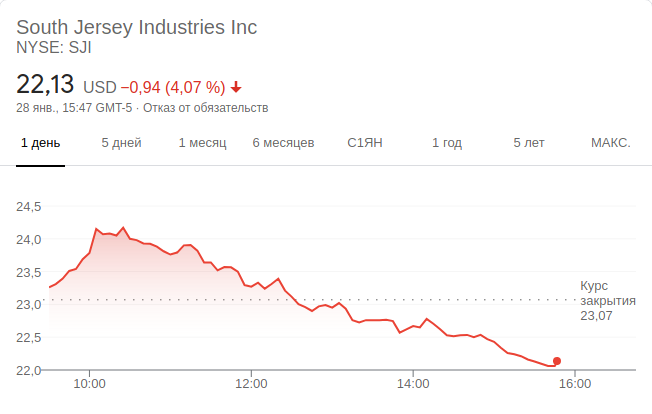 South Jersey Industries Inc
NYSE: SJI
22,13 USD −0,94 (4,07 %)
28 янв., 15:47 GMT-5 · Отказ от обязательств
1 день 5 дней 1 месяц 6 месяцев С1ЯН 1 год 5 лет МАКС.
24,5
24,0
23,5
Курс
закрытия
23,07
23,0
22,5
22,0
10:00 12:00 14:00 16:00